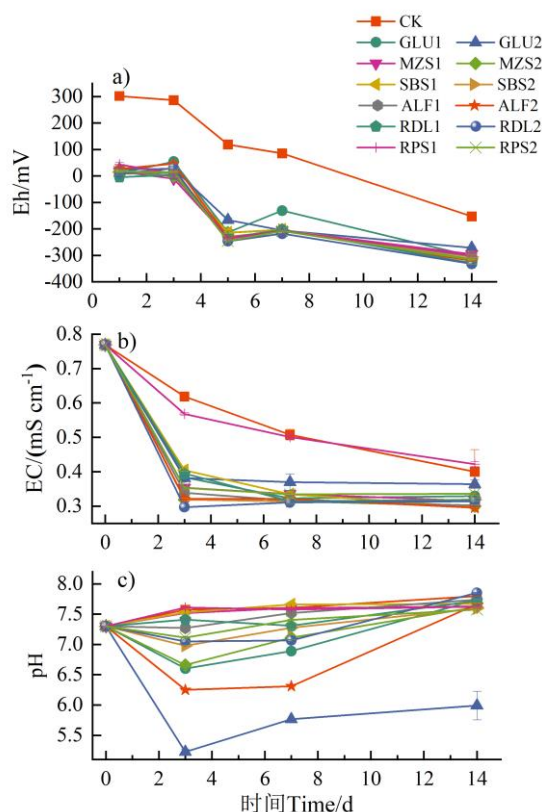 CK
GLU1 GLU2
MZS1 MZS2
SBS1 SBS2
ALF1 ALF2
RDL1 RDL2
RPS1 RPS2
a)
Eh/mV
300
200
100
0
-100
-200
-300
-400
0 2 4 6 8 10 12 14
b)
EC/(mS cm⁻¹)
0.8
0.7
0.6
0.5
0.4
0.3
0 2 4 6 8 10 12 14
c)
pH
8.0
7.5
7.0
6.5
6.0
5.5
0 2 4 6 8 10 12 14
时间Time/d